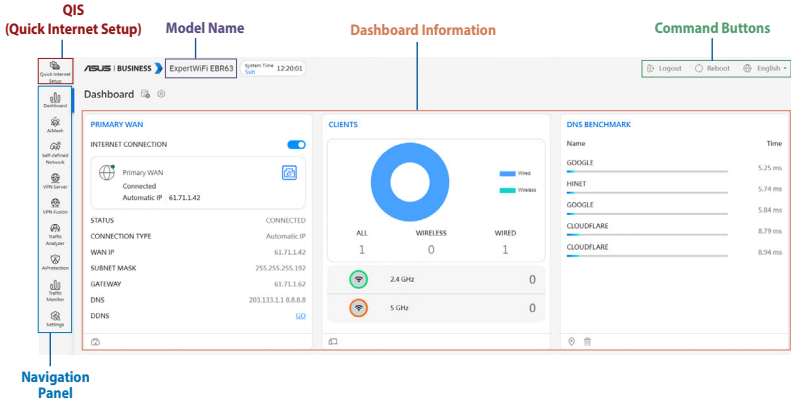 QIS
(Quick Internet Setup)
Model Name
Dashboard Information
Command Buttons
Quick Internet
Setup
ASUS | BUSINESS
ExpertWiFi EBR63
System Time
Sun
12:20:01
Logout
Reboot
English
Dashboard
Dashboard
AiMesh
Self-defined
Network
VPN Server
VPN Fusion
Traffic
Analyzer
AiProtection
Traffic
Monitor
Settings
PRIMARY WAN
INTERNET CONNECTION
Primary WAN
Connected
Automatic IP 61.71.1.42
STATUS CONNECTED
CONNECTION TYPE Automatic IP
WAN IP 61.71.1.42
SUBNET MASK 255.255.255.192
GATEWAY 61.71.1.62
DNS 203.133.1.1 8.8.8.8
DDNS GO
CLIENTS
Wired
Wireless
ALL WIRELESS WIRED
1 0 1
2.4 GHz 0
5 GHz 0
DNS BENCHMARK
Name Time
GOOGLE
5.25 ms
HINET
5.74 ms
GOOGLE
5.84 ms
CLOUDFLARE
8.79 ms
CLOUDFLARE
8.94 ms
Navigation
Panel